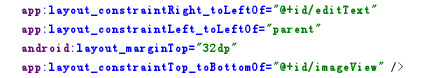 app:layout_constraintRight_toLeftOf="@+id/editText"
app:layout_constraintLeft_toLeftOf="parent"
android:layout_marginTop="32dp"
app:layout_constraintTop_toBottomOf="@+id/imageView" />